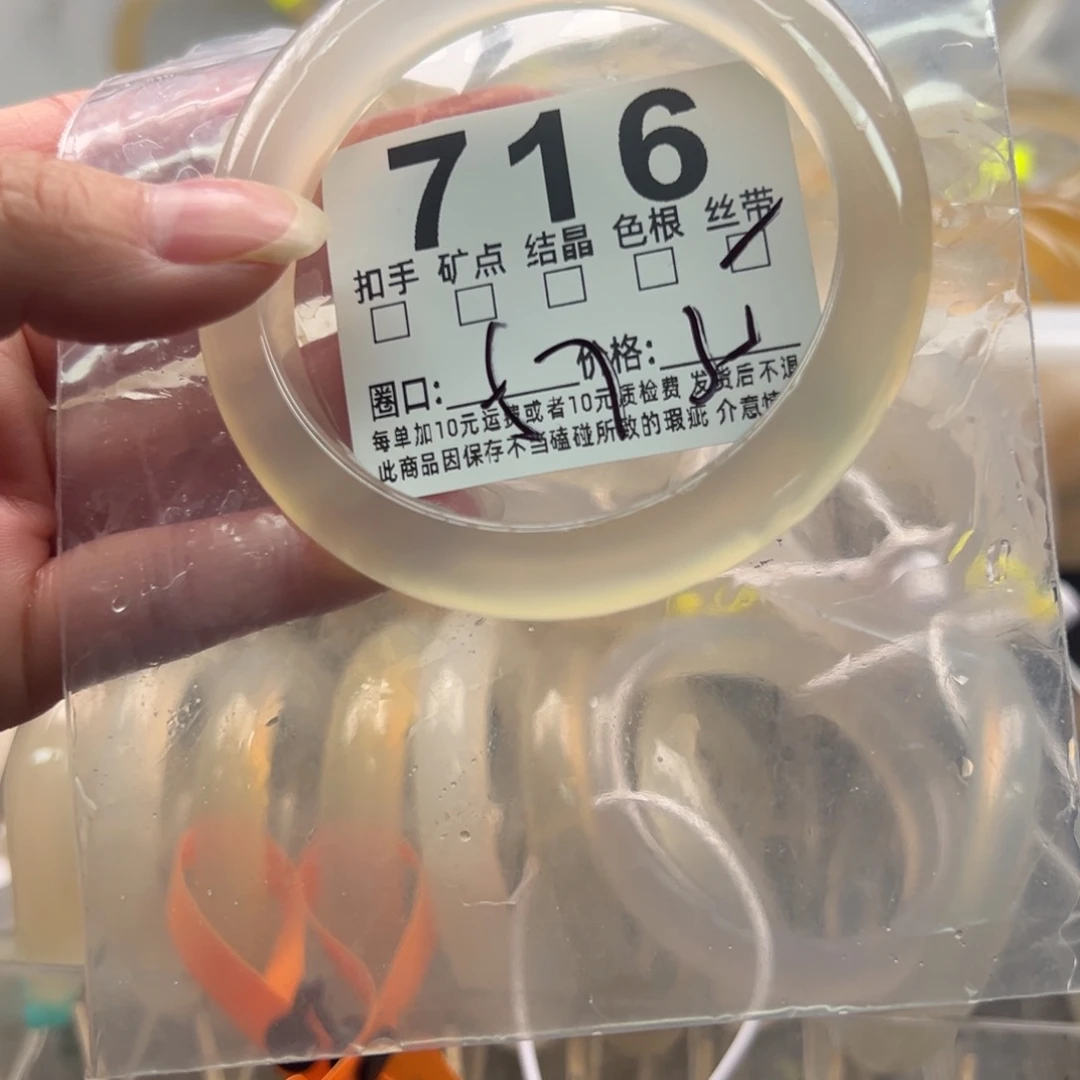 716
扣手 矿点 结晶 色根 丝带
圈口: 价格:
每单加10元运费或者10元质检费 发货后不退
此商品因保存不当磕碰所致的瑕疵 介意慎